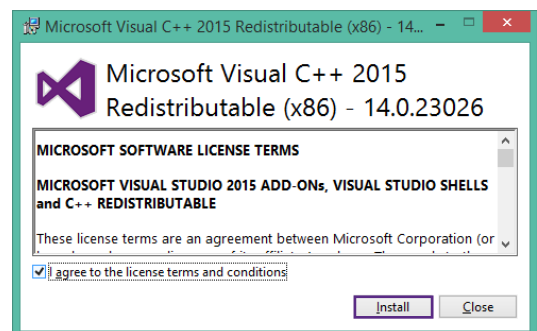 Microsoft Visual C++ 2015 Redistributable (x86) - 14...
Microsoft Visual C++ 2015
Redistributable (x86) - 14.0.23026
MICROSOFT SOFTWARE LICENSE TERMS
MICROSOFT VISUAL STUDIO 2015 ADD-ONs, VISUAL STUDIO SHELLS
and C++ REDISTRIBUTABLE
These license terms are an agreement between Microsoft Corporation (or
I agree to the license terms and conditions
Install Close